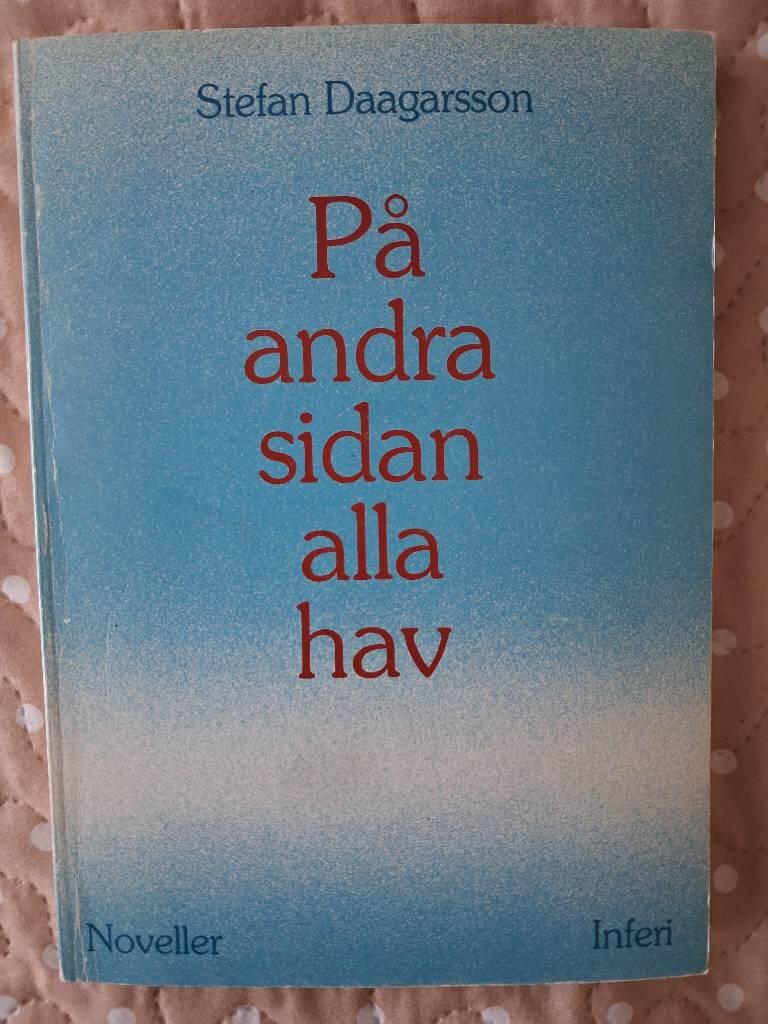 Stefan Daagarsson
På
andra
sidan
alla
hav
Noveller
Inferi